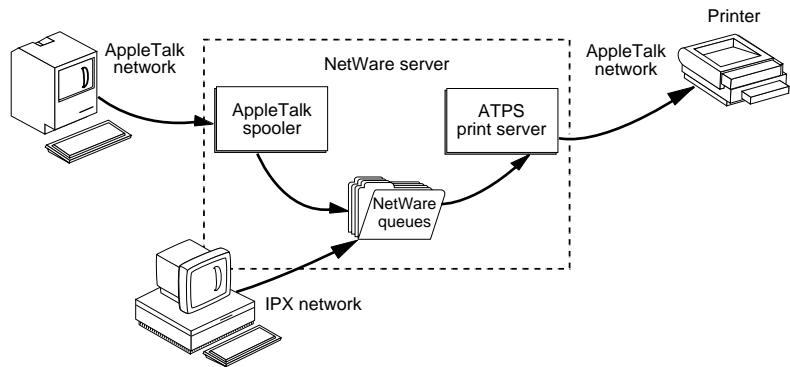 Printer
AppleTalk
network
NetWare server
AppleTalk
network
AppleTalk
spooler
ATPS
print server
NetWare
queues
IPX network